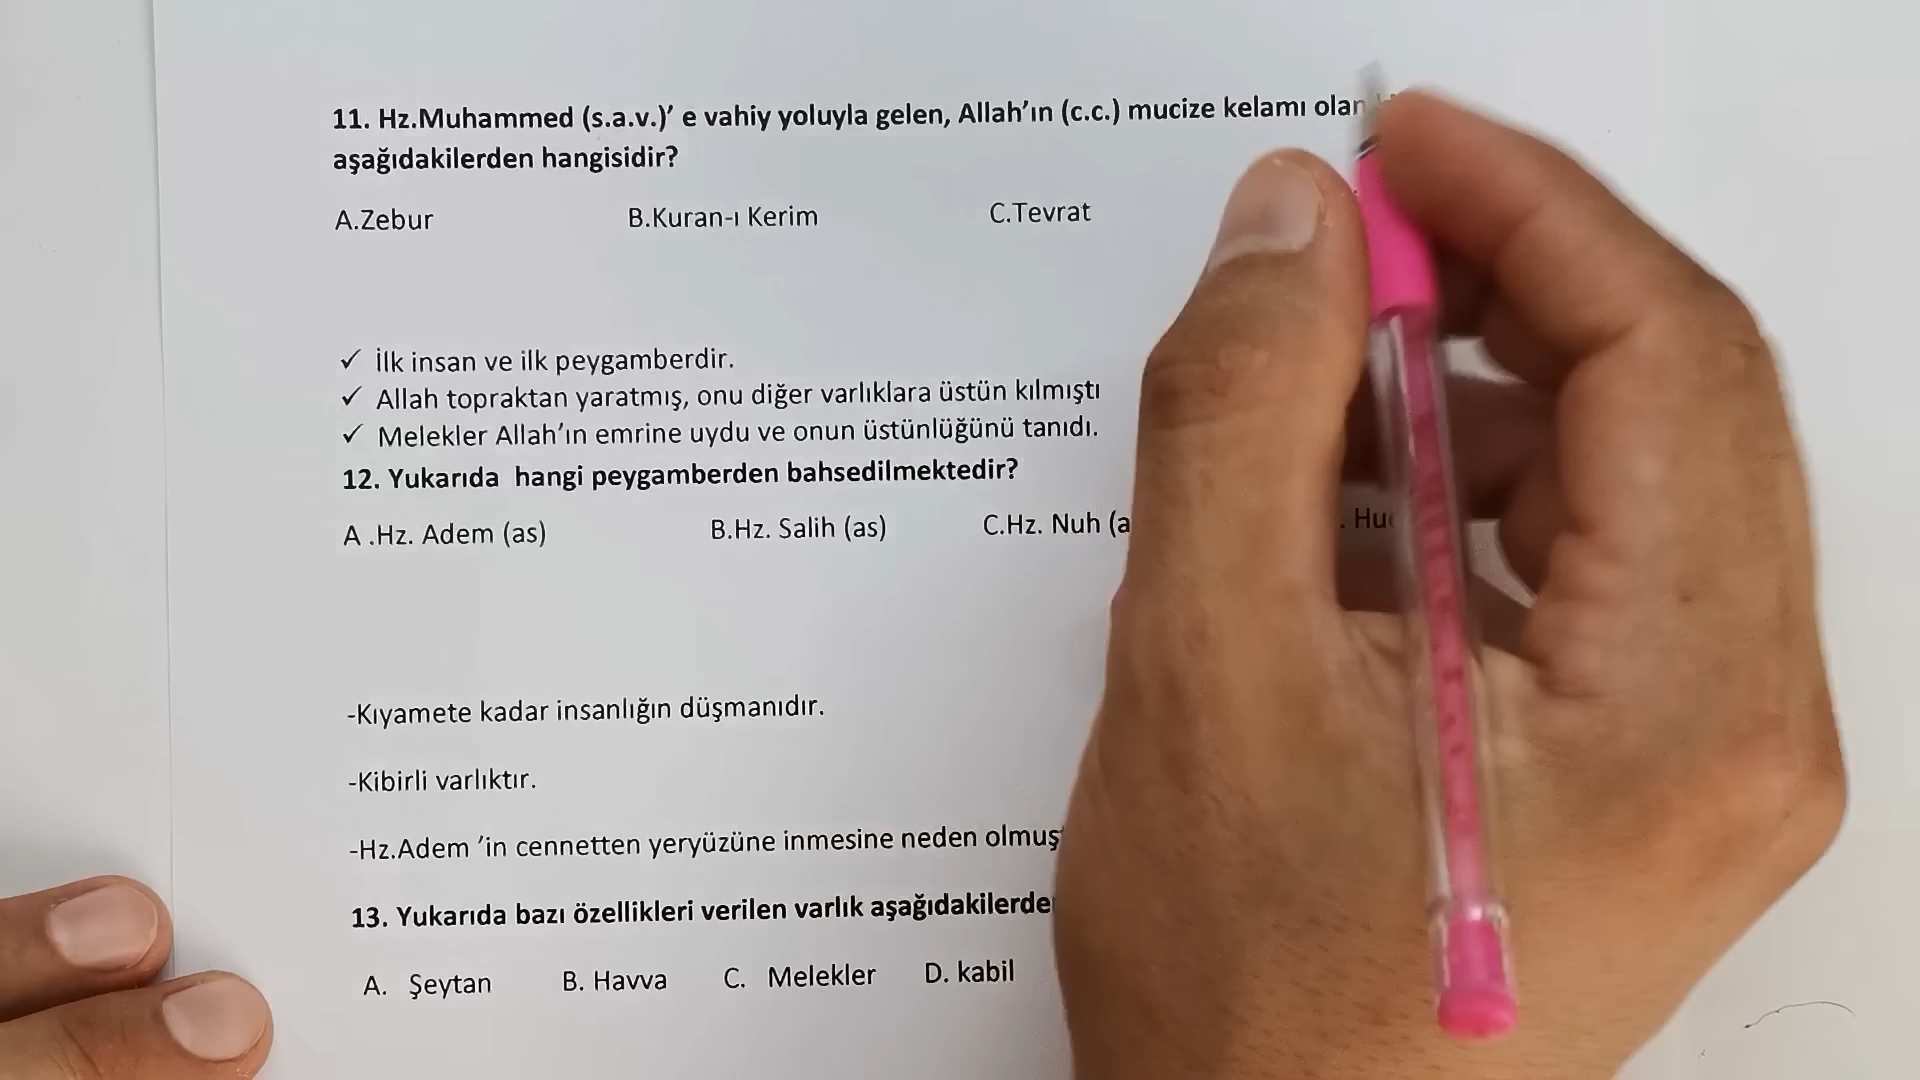 11. Hz.Muhammed (s.a.v.)’ e vahiy yoluyla gelen, Allah’ın (c.c.) mucize kelamı olan
aşağıdakilerden hangisidir?
A.Zebur B.Kuran-ı Kerim C.Tevrat
✓ İlk insan ve ilk peygamberdir.
✓ Allah topraktan yaratmış, onu diğer varlıklara üstün kılmıştı
✓ Melekler Allah’ın emrine uydu ve onun üstünlüğünü tanıdı.
12. Yukarıda hangi peygamberden bahsedilmektedir?
A .Hz. Adem (as) B.Hz. Salih (as) C.Hz. Nuh (a
-Kıyamete kadar insanlığın düşmanıdır.
-Kibirli varlıktır.
-Hz.Adem ’in cennetten yeryüzüne inmesine neden olmuş
13. Yukarıda bazı özellikleri verilen varlık aşağıdakilerde
A. Şeytan B. Havva C. Melekler D. kabil